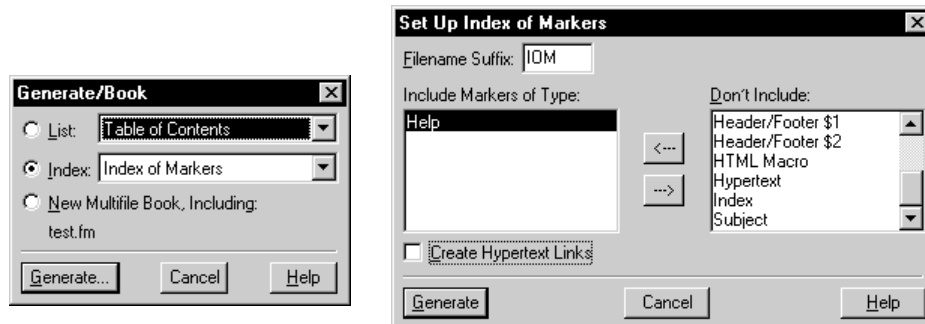 Generate/Book
List: Table of Contents
Index: Index of Markers
New Multifile Book, Including:
test.fm
Generate... Cancel Help
Set Up Index of Markers
Filename Suffix: IOM
Include Markers of Type:
Help
<---
--->
Don't Include:
Header/Footer $1
Header/Footer $2
HTML Macro
Hypertext
Index
Subject
Create Hypertext Links
Generate Cancel Help